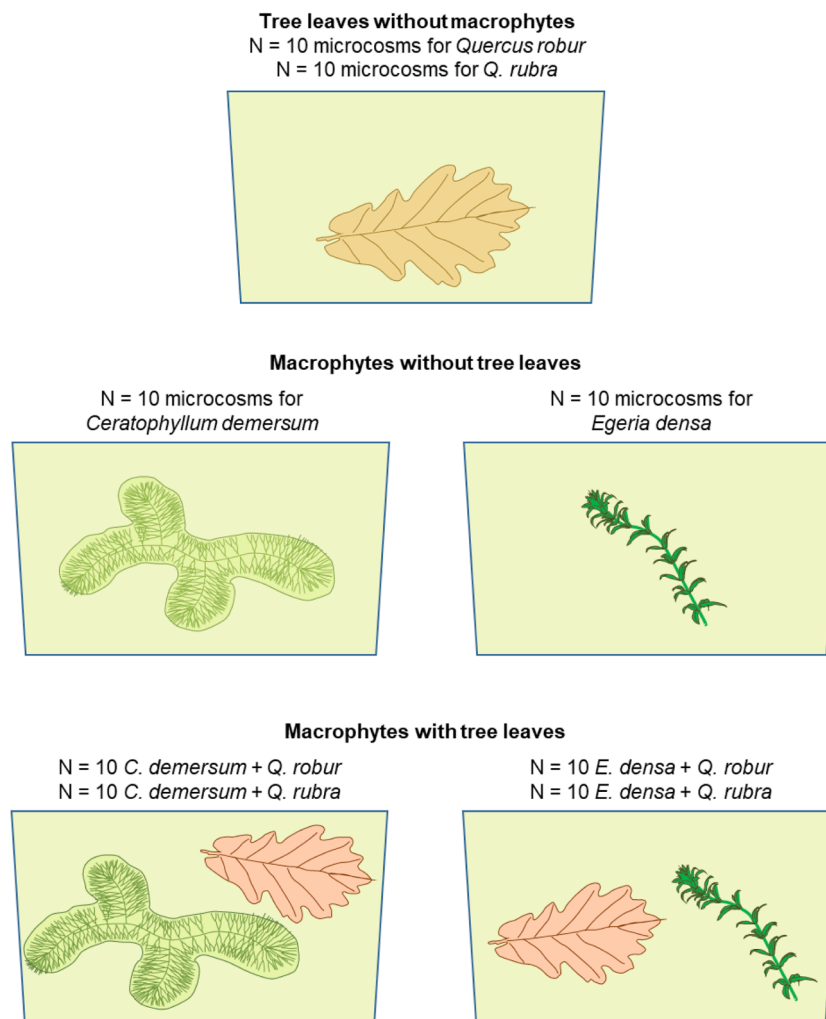 Tree leaves without macrophytes
N = 10 microcosms for Quercus robur
N = 10 microcosms for Q. rubra
Macrophytes without tree leaves
N = 10 microcosms for
Ceratophyllum demersum
N = 10 microcosms for
Egeria densa
Macrophytes with tree leaves
N = 10 C. demersum + Q. robur
N = 10 C. demersum + Q. rubra
N = 10 E. densa + Q. robur
N = 10 E. densa + Q. rubra